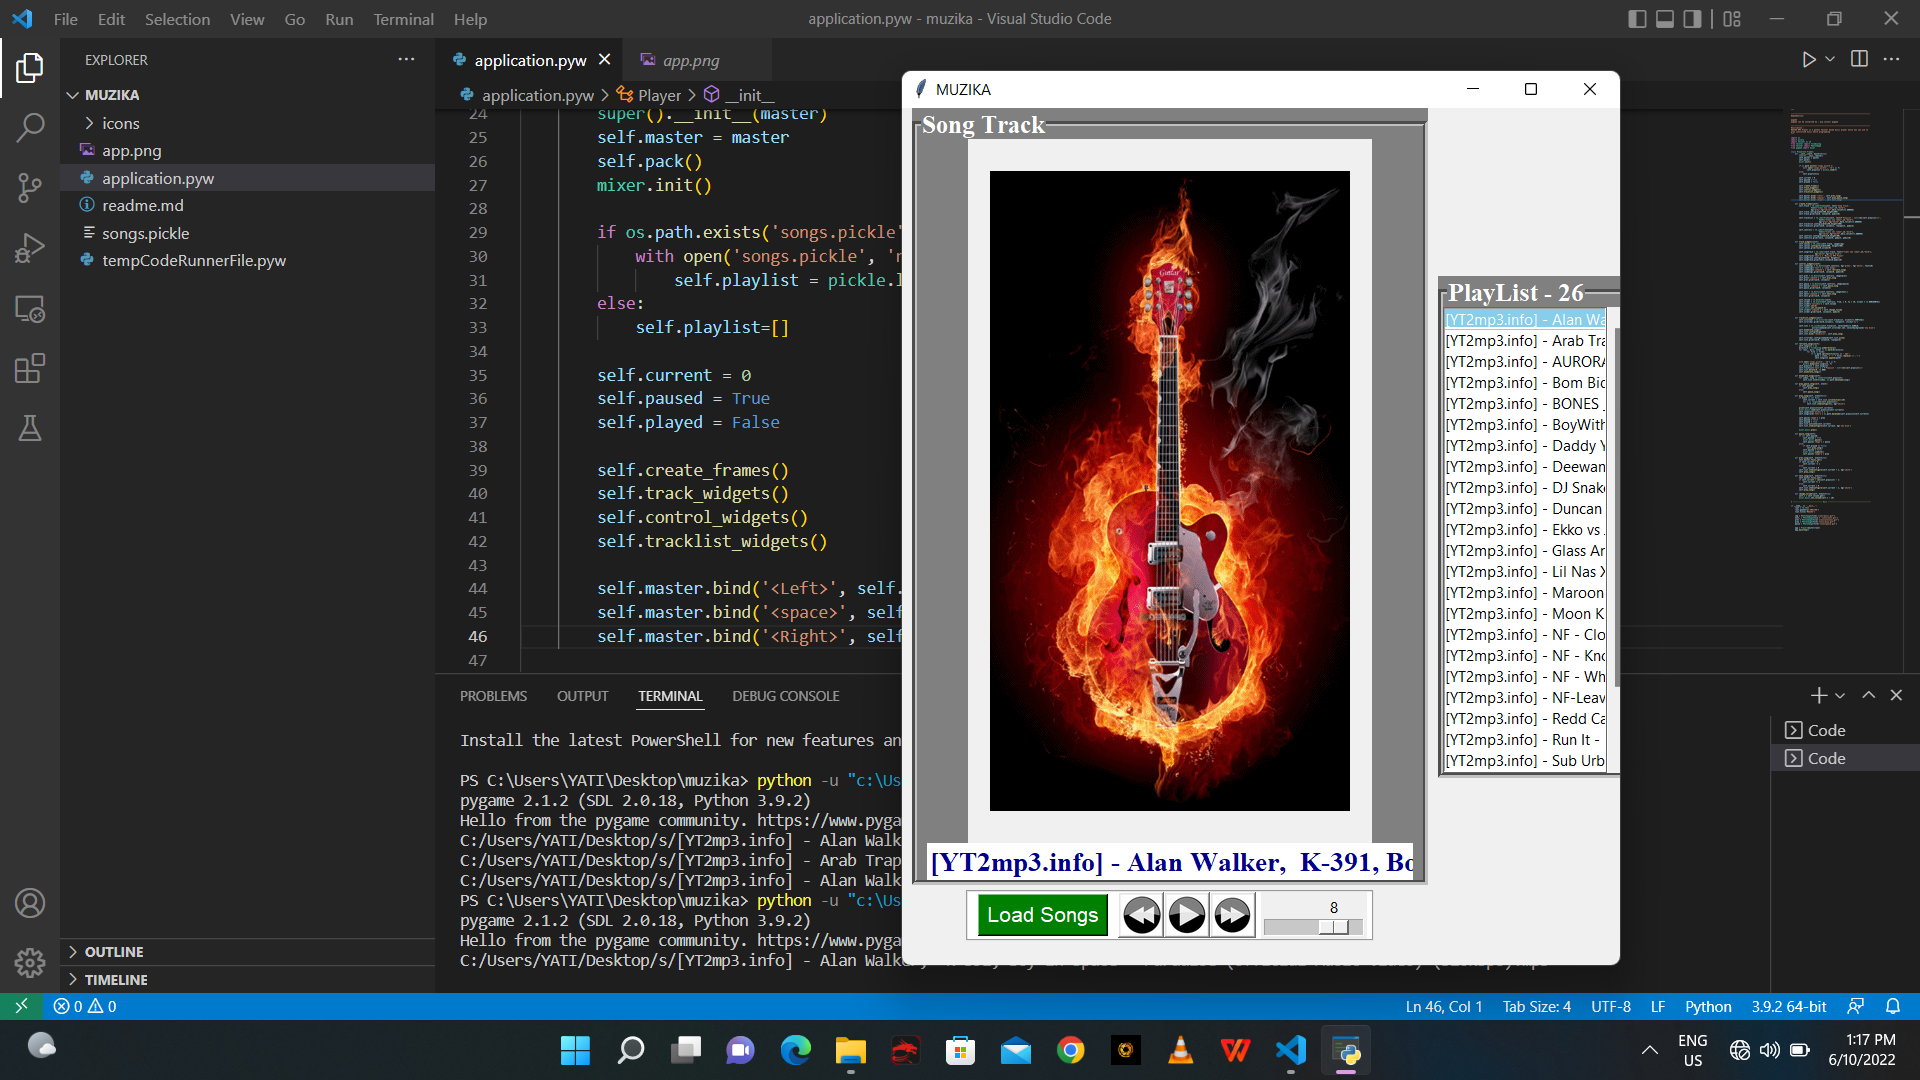 File Edit Selection View Go Run Terminal Help
application.pyw - muzika - Visual Studio Code
EXPLORER
MUZIKA
icons
app.png
application.pyw
readme.md
songs.pickle
tempCodeRunnerFile.pyw
OUTLINE
TIMELINE
application.pyw
app.png
application.pyw > Player > __init__
24 super().__init__(master)
25 self.master = master
26 self.pack()
27 mixer.init()
28
29 if os.path.exists('songs.pickle'
30 with open('songs.pickle', 'r
31 self.playlist = pickle.l
32 else:
33 self.playlist=[]
34
35 self.current = 0
36 self.paused = True
37 self.played = False
38
39 self.create_frames()
40 self.track_widgets()
41 self.control_widgets()
42 self.tracklist_widgets()
43
44 self.master.bind('<Left>', self.
45 self.master.bind('<space>', self
46 self.master.bind('<Right>', self
47
PROBLEMS OUTPUT TERMINAL DEBUG CONSOLE
Install the latest PowerShell for new features an
PS C:\Users\YATI\Desktop\muzika> python -u "c:\Us
pygame 2.1.2 (SDL 2.0.18, Python 3.9.2)
Hello from the pygame community. https://www.pyga
C:/Users/YATI/Desktop/s/[YT2mp3.info] - Alan Walk
C:/Users/YATI/Desktop/s/[YT2mp3.info] - Arab Trap
C:/Users/YATI/Desktop/s/[YT2mp3.info] - Alan Walk
PS C:\Users\YATI\Desktop\muzika> python -u "c:\Us
pygame 2.1.2 (SDL 2.0.18, Python 3.9.2)
Hello from the pygame community. https://www.pyga
C:/Users/YATI/Desktop/s/[YT2mp3.info] - Alan Walk
Code
Code
MUZIKA
Song Track
Guitar
[YT2mp3.info] - Alan Walker, K-391, Bo
Load Songs
8
PlayList - 26
[YT2mp3.info] - Alan Wa
[YT2mp3.info] - Arab Tra
[YT2mp3.info] - AURORA
[YT2mp3.info] - Bom Bid
[YT2mp3.info] - BONES
[YT2mp3.info] - BoyWith
[YT2mp3.info] - Daddy Y
[YT2mp3.info] - Deewan
[YT2mp3.info] - DJ Snake
[YT2mp3.info] - Duncan
[YT2mp3.info] - Ekko vs
[YT2mp3.info] - Glass An
[YT2mp3.info] - Lil Nas X
[YT2mp3.info] - Maroon
[YT2mp3.info] - Moon K
[YT2mp3.info] - NF - Clo
[YT2mp3.info] - NF - Kno
[YT2mp3.info] - NF - Wh
[YT2mp3.info] - NF-Leav
[YT2mp3.info] - Redd Ca
[YT2mp3.info] - Run It -
[YT2mp3.info] - Sub Urb
0 0
Ln 46, Col 1 Tab Size: 4 UTF-8 LF Python 3.9.2 64-bit
ENG
US
1:17 PM
6/10/2022